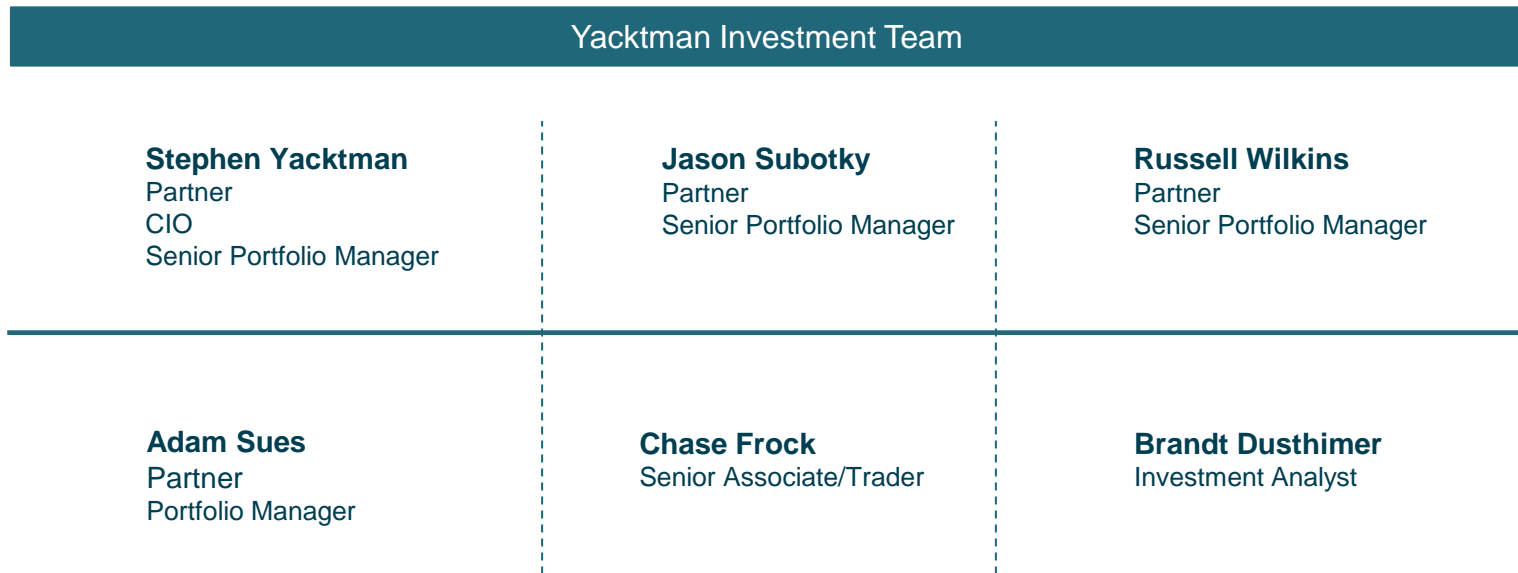 Yacktman Investment Team
Stephen Yacktman
Partner
CIO
Senior Portfolio Manager
Jason Subotky
Partner
Senior Portfolio Manager
Russell Wilkins
Partner
Senior Portfolio Manager
Adam Sues
Partner
Portfolio Manager
Chase Frock
Senior Associate/Trader
Brandt Dusthimer
Investment Analyst